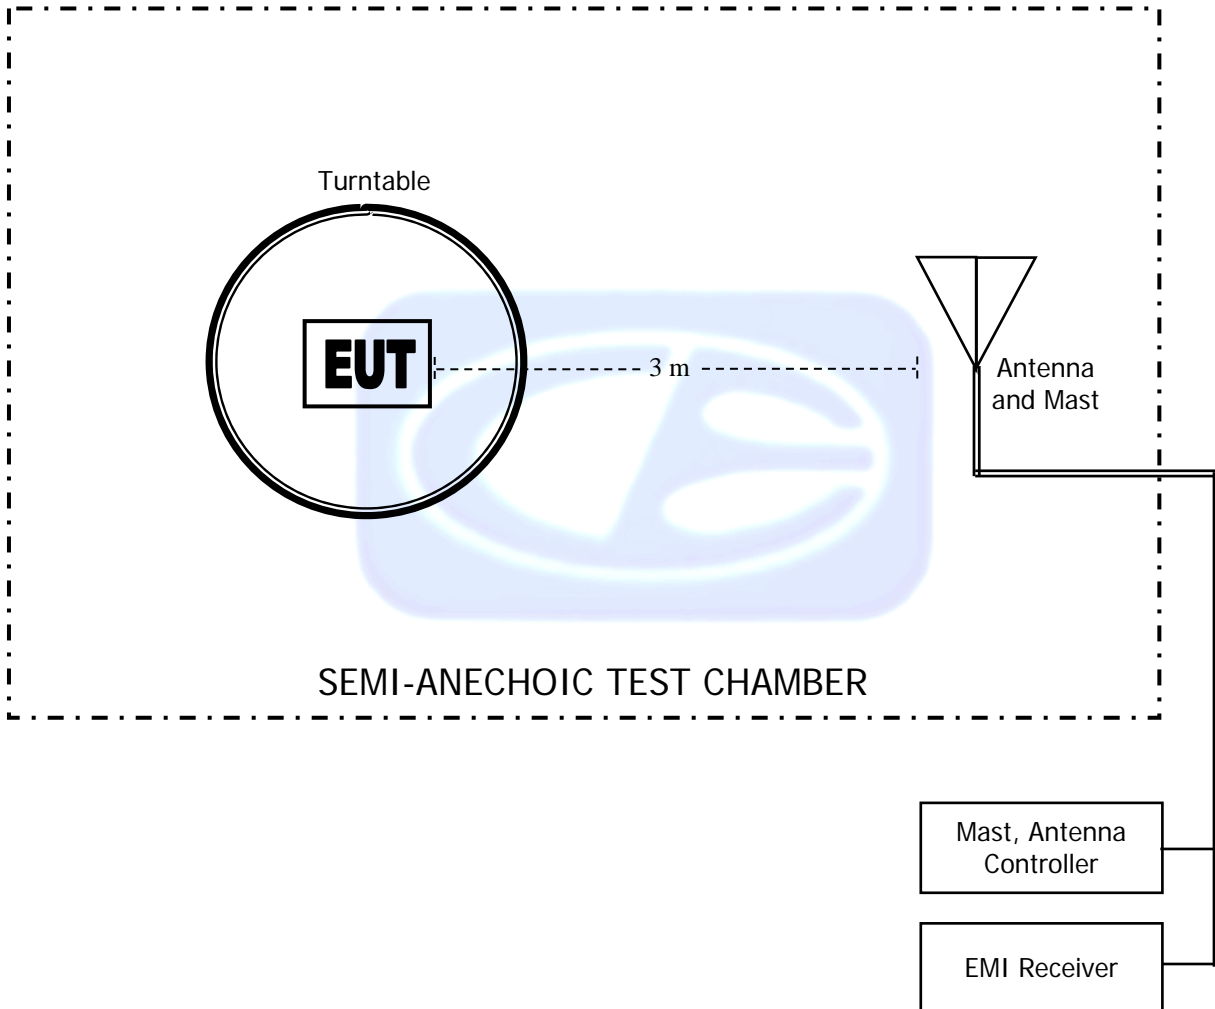 Turntable
EUT
3 m
Antenna
and Mast
SEMI-ANECHOIC TEST CHAMBER
Mast, Antenna
Controller
EMI Receiver